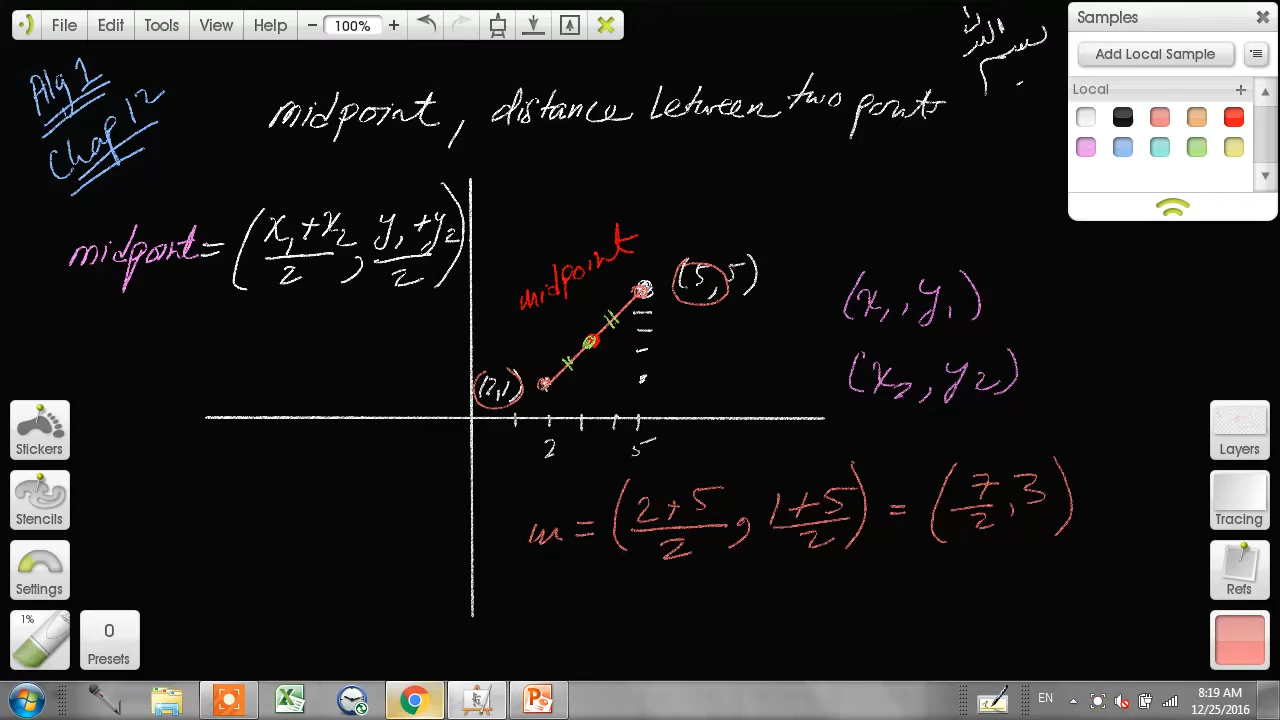 File Edit Tools View Help − 100% +
Samples
Add Local Sample
Local
Alg 1
Chap 12
midpoint, distance between two points
midpoint = (x₁+x₂/2, y₁+y₂/2)
midpoint
(5,5)
(2,1)
(x₁, y₁)
(x₂, y₂)
2 5
m = (2+5/2, 1+5/2) = (7/2, 3)
Stickers
Stencils
Settings
1%
0
Presets
Layers
Tracing
Refs
EN
8:19 AM
12/25/2016